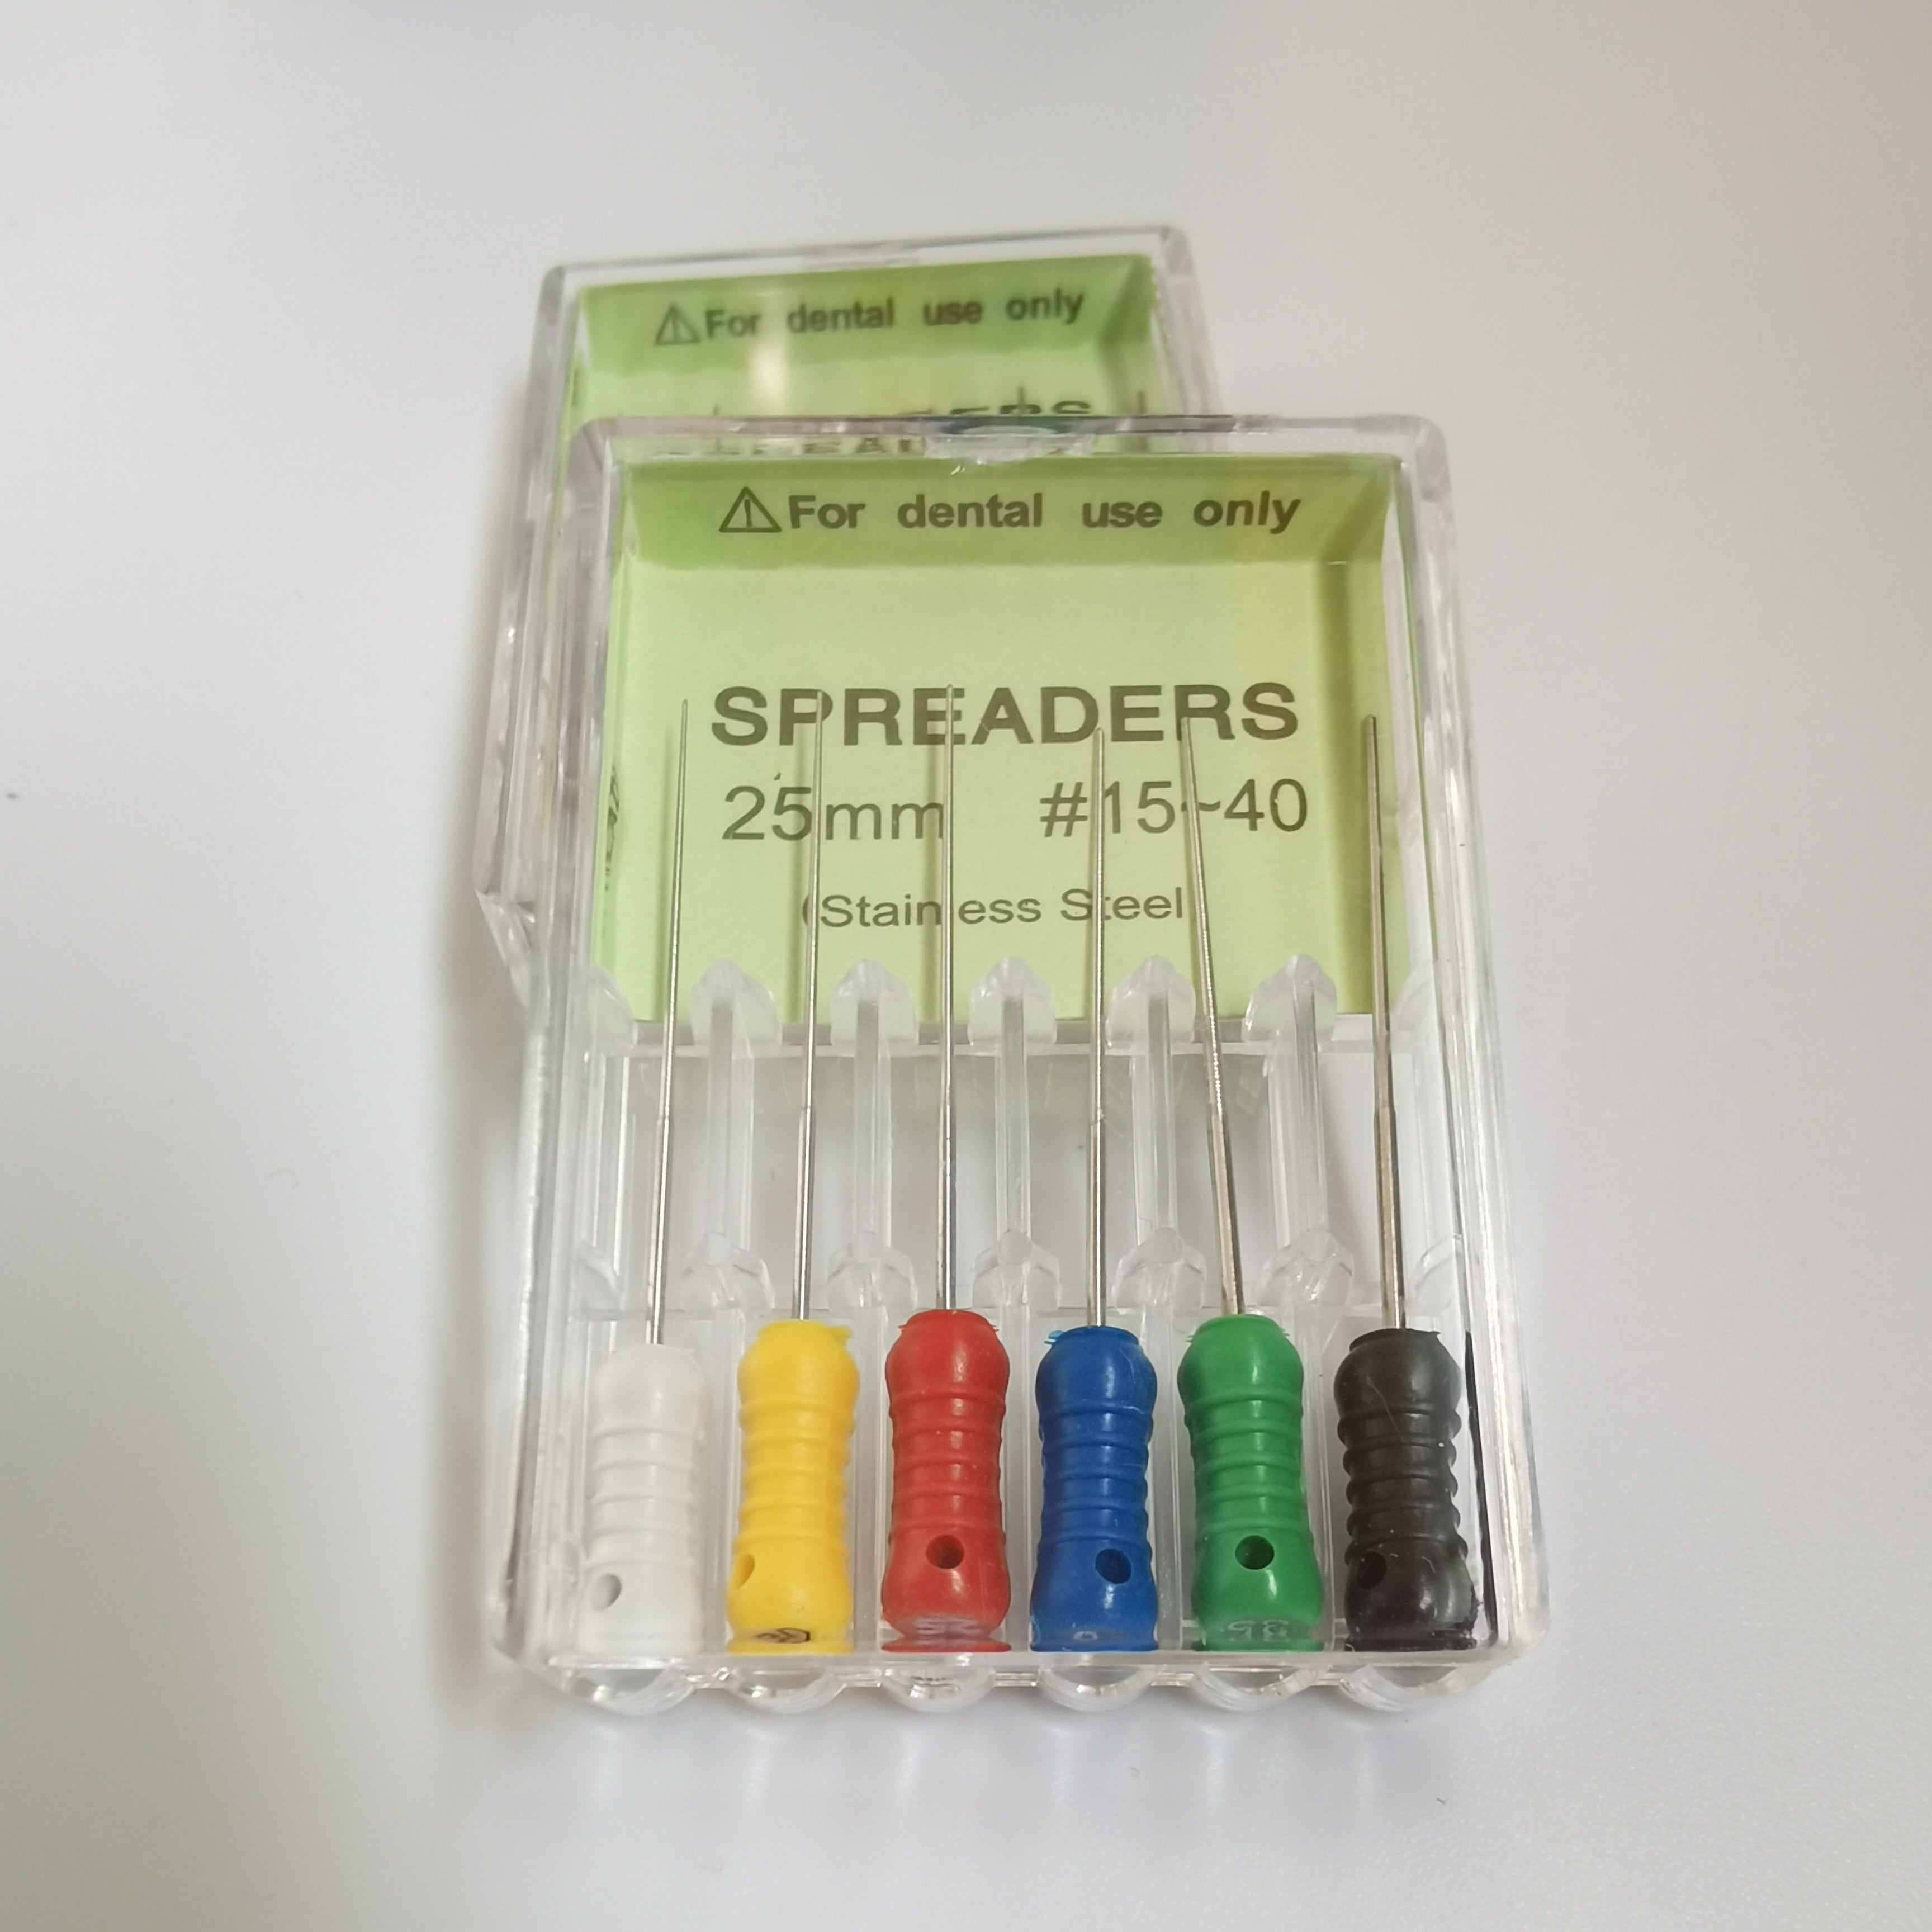 ⚠For dental use only
⚠For dental use only
SPREADERS
25mm #15~40
(Stainless Steel)